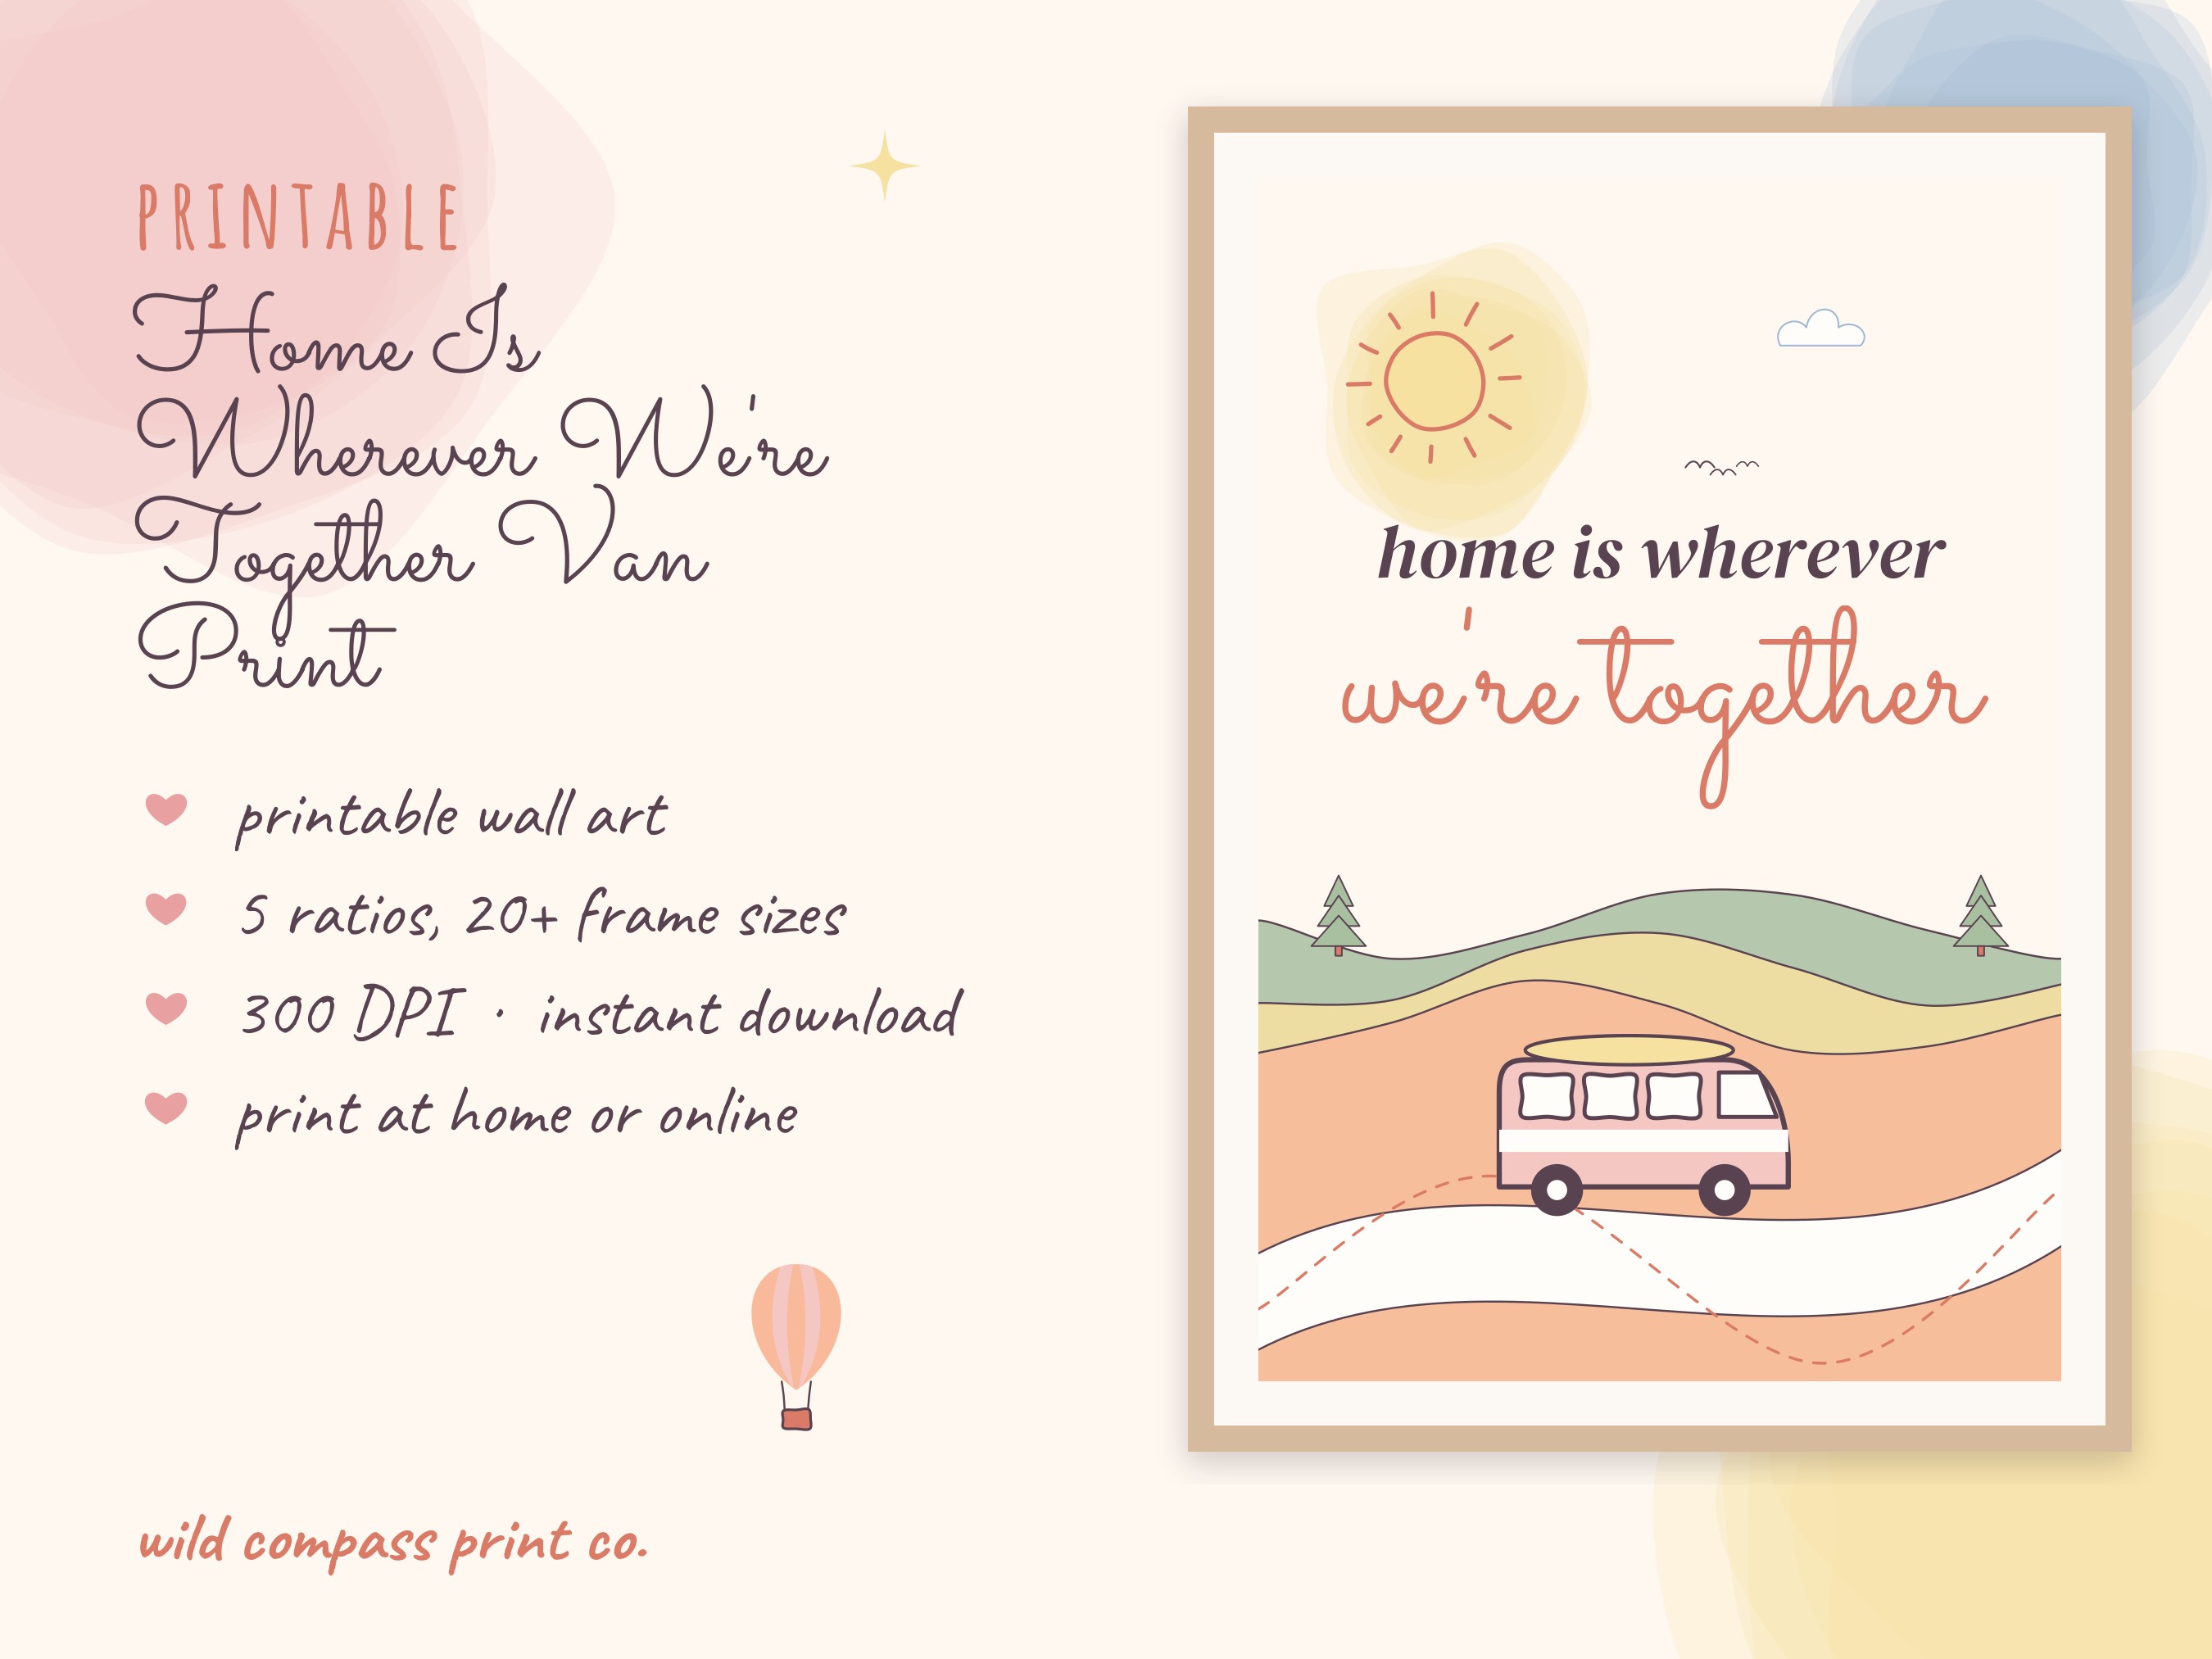 PRINTABLE
Home Is
Wherever We're
Together Van
Print
printable wall art
5 ratios, 20+ frame sizes
300 DPI · instant download
print at home or online
wild compass print co.
home is wherever
we're together